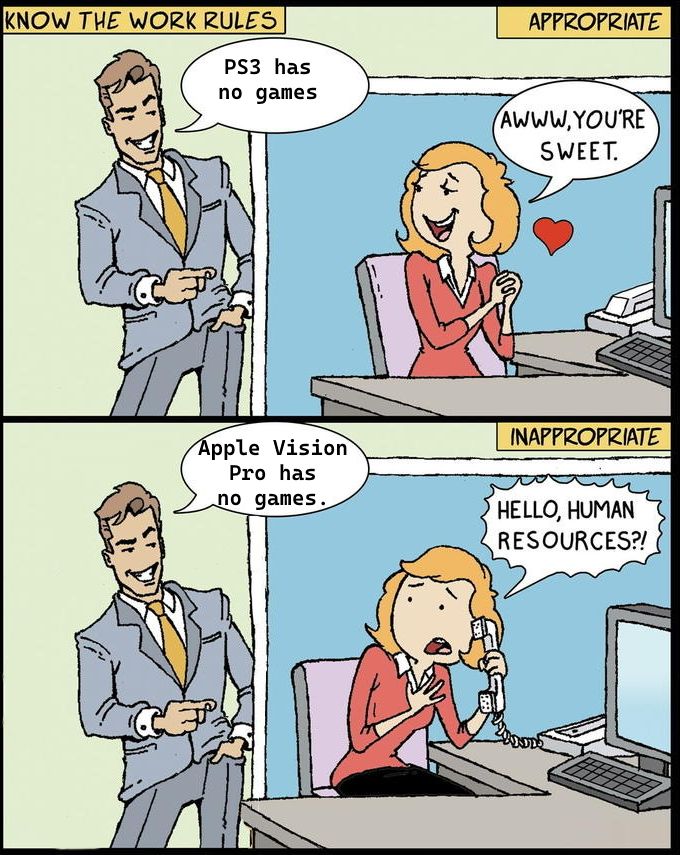 KNOW THE WORK RULES
APPROPRIATE
PS3 has
no games
AWWW,YOU'RE
SWEET.
INAPPROPRIATE
Apple Vision
Pro has
no games.
HELLO, HUMAN
RESOURCES?!